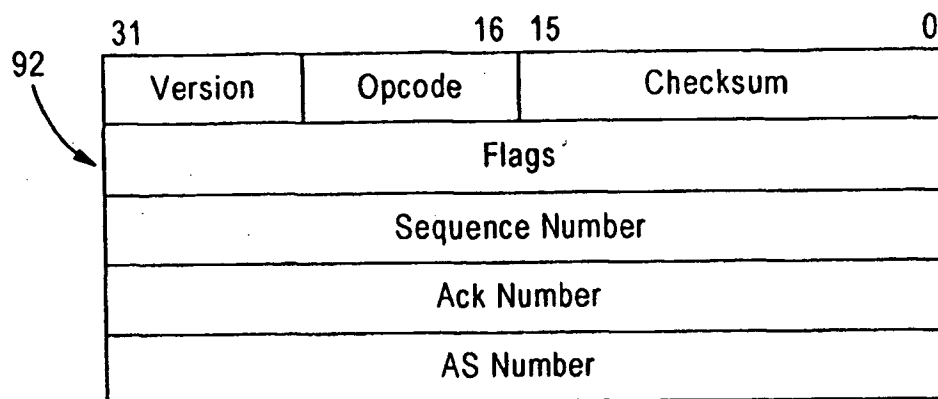 31 16 15 0
92
Version Opcode Checksum
Flags
Sequence Number
Ack Number
AS Number